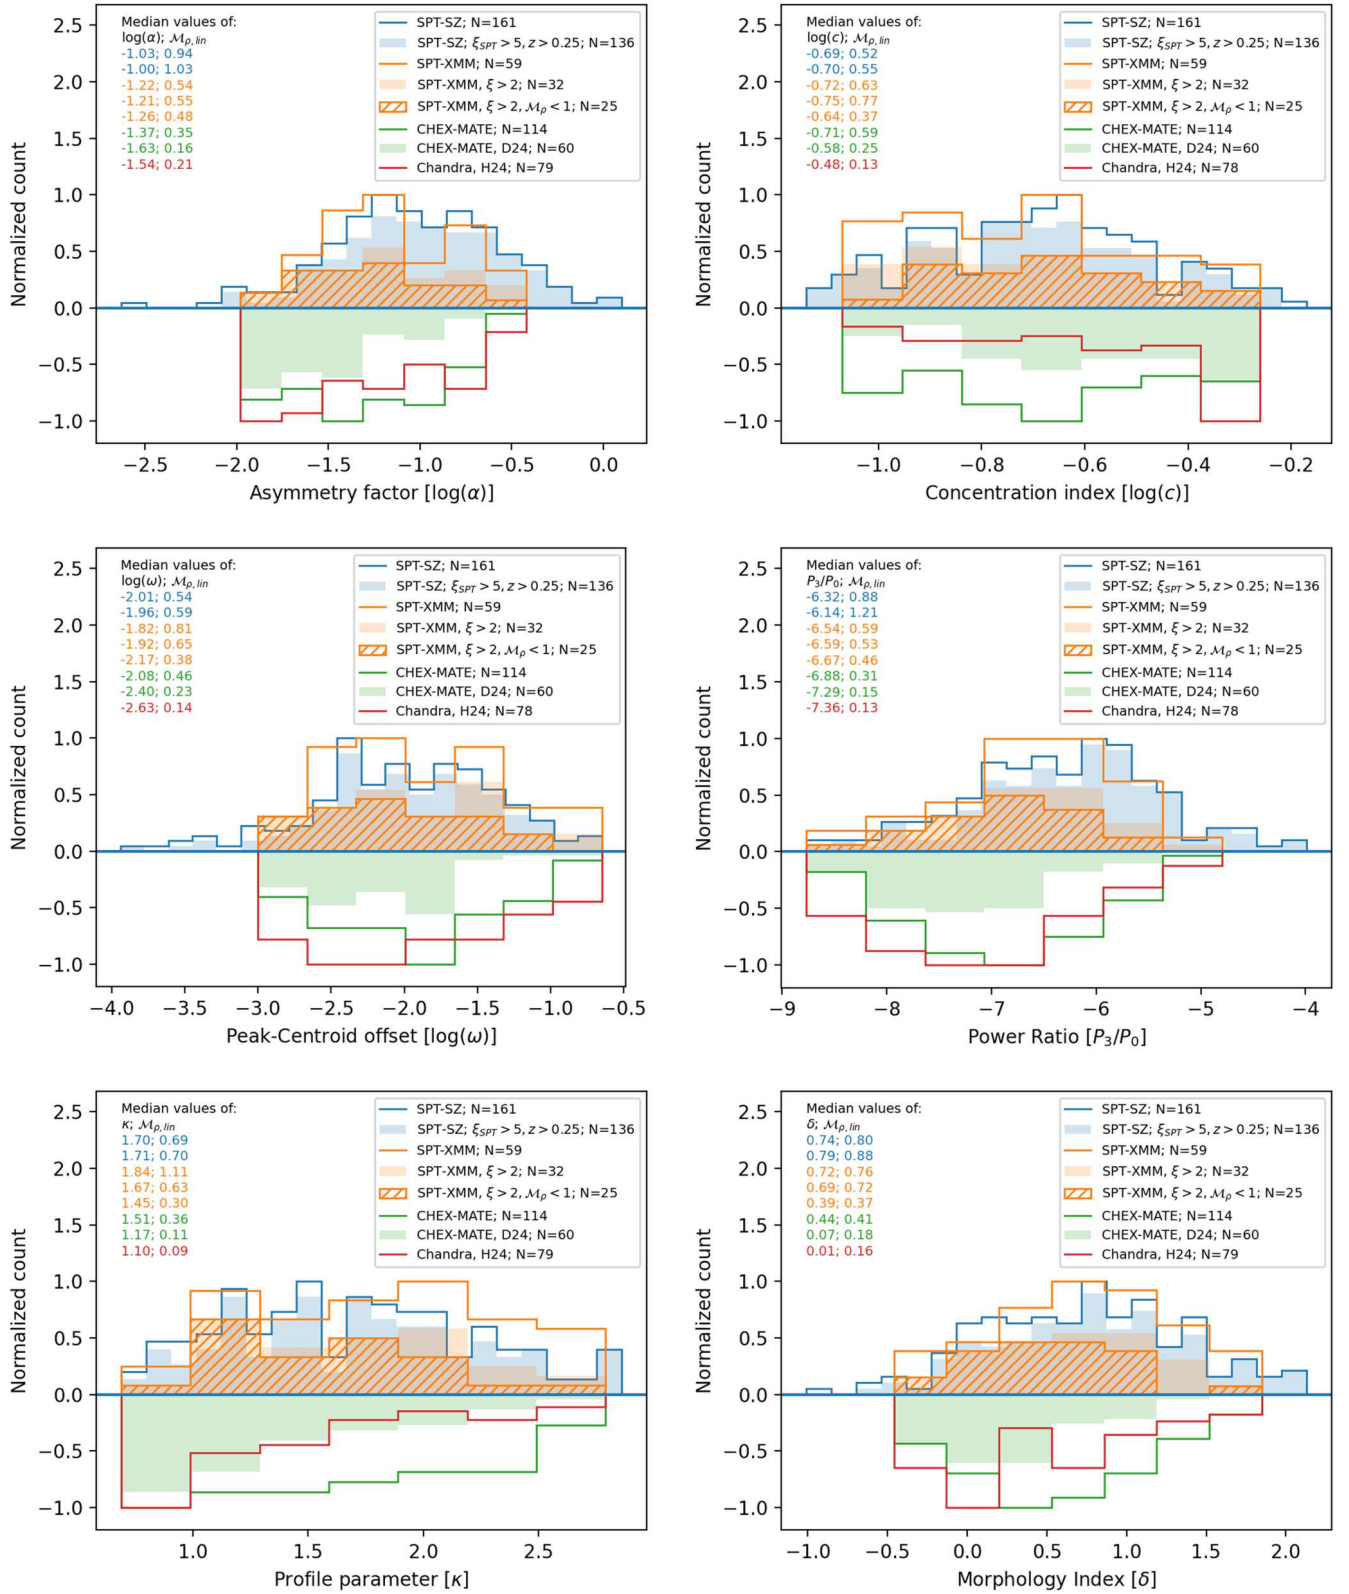 Median values of:
log(α); ℳρ,lin
-1.03; 0.94
-1.00; 1.03
-1.22; 0.54
-1.21; 0.55
-1.26; 0.48
-1.37; 0.35
-1.63; 0.16
-1.54; 0.21
SPT-SZ; N=161
SPT-SZ; ξSPT > 5, z > 0.25; N=136
SPT-XMM; N=59
SPT-XMM, ξ > 2; N=32
SPT-XMM, ξ > 2, ℳρ < 1; N=25
CHEX-MATE; N=114
CHEX-MATE, D24; N=60
Chandra, H24; N=79
2.5
2.0
1.5
1.0
0.5
0.0
−0.5
−1.0
Normalized count
−2.5 −2.0 −1.5 −1.0 −0.5 0.0
Asymmetry factor [log(α)]
Median values of:
log(c); ℳρ,lin
-0.69; 0.52
-0.70; 0.55
-0.72; 0.63
-0.75; 0.77
-0.64; 0.37
-0.71; 0.59
-0.58; 0.25
-0.48; 0.13
SPT-SZ; N=161
SPT-SZ; ξSPT > 5, z > 0.25; N=136
SPT-XMM; N=59
SPT-XMM, ξ > 2; N=32
SPT-XMM, ξ > 2, ℳρ < 1; N=25
CHEX-MATE; N=114
CHEX-MATE, D24; N=60
Chandra, H24; N=78
2.5
2.0
1.5
1.0
0.5
0.0
−0.5
−1.0
Normalized count
−1.0 −0.8 −0.6 −0.4 −0.2
Concentration index [log(c)]
Median values of:
log(ω); ℳρ,lin
-2.01; 0.54
-1.96; 0.59
-1.82; 0.81
-1.92; 0.65
-2.17; 0.38
-2.08; 0.46
-2.40; 0.23
-2.63; 0.14
SPT-SZ; N=161
SPT-SZ; ξSPT > 5, z > 0.25; N=136
SPT-XMM; N=59
SPT-XMM, ξ > 2; N=32
SPT-XMM, ξ > 2, ℳρ < 1; N=25
CHEX-MATE; N=114
CHEX-MATE, D24; N=60
Chandra, H24; N=78
2.5
2.0
1.5
1.0
0.5
0.0
−0.5
−1.0
Normalized count
−4.0 −3.5 −3.0 −2.5 −2.0 −1.5 −1.0 −0.5
Peak-Centroid offset [log(ω)]
Median values of:
P3/P0; ℳρ,lin
-6.32; 0.88
-6.14; 1.21
-6.54; 0.59
-6.59; 0.53
-6.67; 0.46
-6.88; 0.31
-7.29; 0.15
-7.36; 0.13
SPT-SZ; N=161
SPT-SZ; ξSPT > 5, z > 0.25; N=136
SPT-XMM; N=59
SPT-XMM, ξ > 2; N=32
SPT-XMM, ξ > 2, ℳρ < 1; N=25
CHEX-MATE; N=114
CHEX-MATE, D24; N=60
Chandra, H24; N=78
2.5
2.0
1.5
1.0
0.5
0.0
−0.5
−1.0
Normalized count
−9 −8 −7 −6 −5 −4
Power Ratio [P3/P0]
Median values of:
κ; ℳρ,lin
1.70; 0.69
1.71; 0.70
1.84; 1.11
1.67; 0.63
1.45; 0.30
1.51; 0.36
1.17; 0.11
1.10; 0.09
SPT-SZ; N=161
SPT-SZ; ξSPT > 5, z > 0.25; N=136
SPT-XMM; N=59
SPT-XMM, ξ > 2; N=32
SPT-XMM, ξ > 2, ℳρ < 1; N=25
CHEX-MATE; N=114
CHEX-MATE, D24; N=60
Chandra, H24; N=79
2.5
2.0
1.5
1.0
0.5
0.0
−0.5
−1.0
Normalized count
1.0 1.5 2.0 2.5
Profile parameter [κ]
Median values of:
δ; ℳρ,lin
0.74; 0.80
0.79; 0.88
0.72; 0.76
0.69; 0.72
0.39; 0.37
0.44; 0.41
0.07; 0.18
0.01; 0.16
SPT-SZ; N=161
SPT-SZ; ξSPT > 5, z > 0.25; N=136
SPT-XMM; N=59
SPT-XMM, ξ > 2; N=32
SPT-XMM, ξ > 2, ℳρ < 1; N=25
CHEX-MATE; N=114
CHEX-MATE, D24; N=60
Chandra, H24; N=79
2.5
2.0
1.5
1.0
0.5
0.0
−0.5
−1.0
Normalized count
−1.0 −0.5 0.0 0.5 1.0 1.5 2.0
Morphology Index [δ]